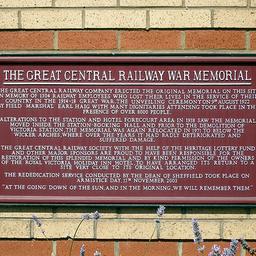 THE GREAT CENTRAL RAILWAY WAR MEMORIAL
THE GREAT CENTRAL RAILWAY COMPANY ERECTED THE ORIGINAL MEMORIAL ON THIS SITE
IN MEMORY OF 1304 RAILWAY EMPLOYEES WHO LOST THEIR LIVES IN THE SERVICE OF THEIR
COUNTRY IN THE 1914-18 GREAT WAR. THE UNVEILING CEREMONY ON 9TH AUGUST 1922
BY FIELD MARSHAL EARL HAIG WITH MANY DIGNITARIES ATTENDING TOOK PLACE IN THE
PRESENCE OF OVER 8000 PEOPLE.
ALTERATIONS TO THE STATION AND HOTEL FORECOURT AREA IN 1938 SAW THE MEMORIAL
MOVED INSIDE THE STATION BOOKING HALL AND PRIOR TO THE DEMOLITION OF
VICTORIA STATION THE MEMORIAL WAS AGAIN RELOCATED IN 1971 TO BELOW THE
WICKER ARCHES WHERE OVER THE YEARS IT HAD BADLY DETERIORATED AND
SUFFERED DAMAGE.
THE GREAT CENTRAL RAILWAY SOCIETY WITH THE HELP OF THE HERITAGE LOTTERY FUND
AND OTHER MAJOR SPONSORS ARE PROUD TO HAVE BEEN RESPONSIBLE FOR THE
RESTORATION OF THIS SPLENDID MEMORIAL AND BY KIND PERMISSION OF THE OWNERS
OF THE ROYAL VICTORIA HOLIDAY INN HOTEL TO HAVE ARRANGED ITS RETURN TO A
SITE VERY CLOSE TO ITS ORIGINAL LOCATION.
THE REDEDICATION SERVICE CONDUCTED BY THE DEAN OF SHEFFIELD TOOK PLACE ON
ARMISTICE DAY, 11TH NOVEMBER 2003
"AT THE GOING DOWN OF THE SUN, AND IN THE MORNING, WE WILL REMEMBER THEM."